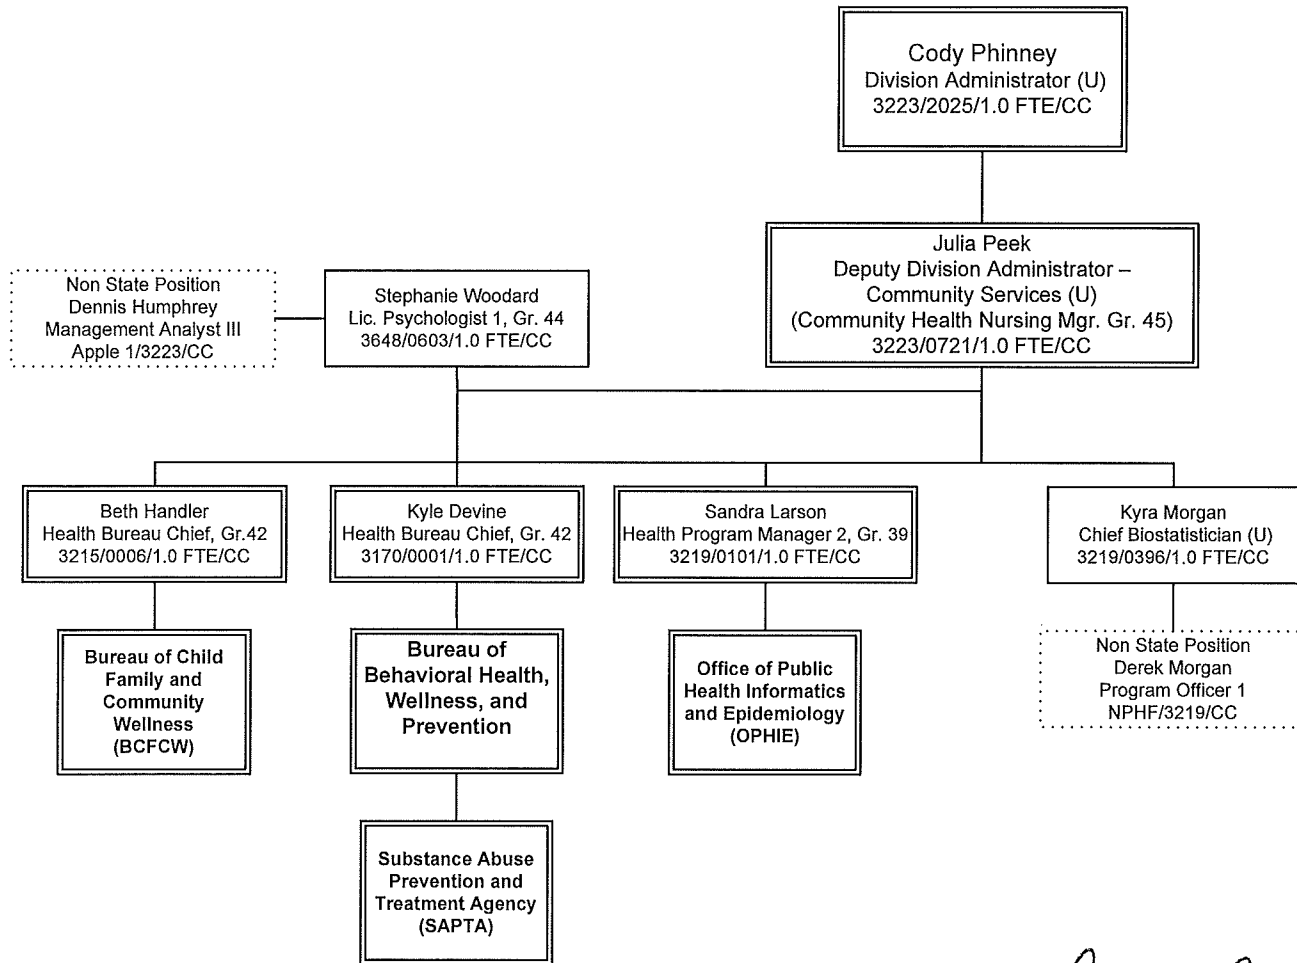 Cody Phinney
Division Administrator (U)
3223/2025/1.0 FTE/CC
Julia Peek
Deputy Division Administrator –
Community Services (U)
(Community Health Nursing Mgr. Gr. 45)
3223/0721/1.0 FTE/CC
Non State Position
Dennis Humphrey
Management Analyst III
Apple 1/3223/CC
Stephanie Woodard
Lic. Psychologist 1, Gr. 44
3648/0603/1.0 FTE/CC
Beth Handler
Health Bureau Chief, Gr.42
3215/0006/1.0 FTE/CC
Kyle Devine
Health Bureau Chief, Gr. 42
3170/0001/1.0 FTE/CC
Sandra Larson
Health Program Manager 2, Gr. 39
3219/0101/1.0 FTE/CC
Kyra Morgan
Chief Biostatistician (U)
3219/0396/1.0 FTE/CC
Bureau of Child
Family and
Community
Wellness
(BCFCW)
Bureau of
Behavioral Health,
Wellness, and
Prevention
Office of Public
Health Informatics
and Epidemiology
(OPHIE)
Non State Position
Derek Morgan
Program Officer 1
NPHF/3219/CC
Substance Abuse
Prevention and
Treatment Agency
(SAPTA)